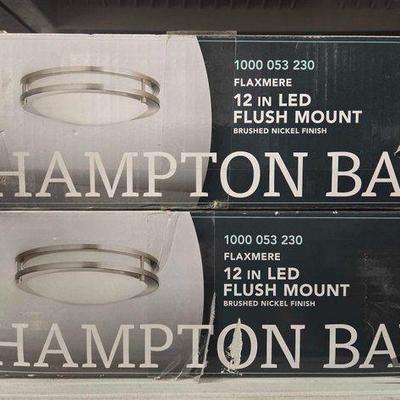 1000 053 230
FLAXMERE
12 IN LED
FLUSH MOUNT
BRUSHED NICKEL FINISH
HAMPTON BA
1000 053 230
FLAXMERE
12 IN LED
FLUSH MOUNT
BRUSHED NICKEL FINISH
HAMPTON BA